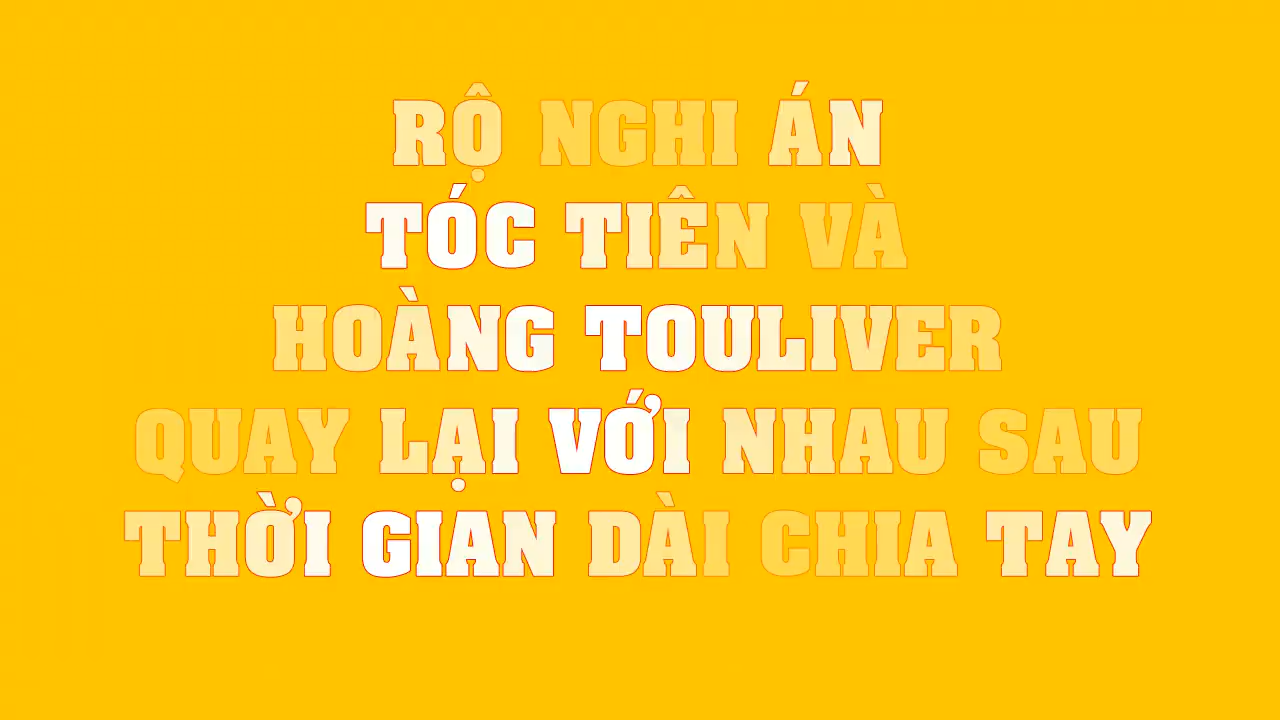 RỘ NGHI ÁN
TÓC TIÊN VÀ
HOÀNG TOULIVER
QUAY LẠI VỚI NHAU SAU
THỜI GIAN DÀI CHIA TAY